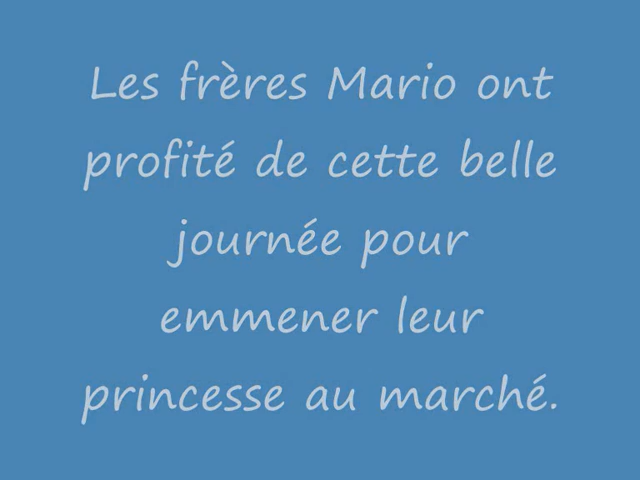 Les frères Mario ont
profité de cette belle
journée pour
emmener leur
princesse au marché.